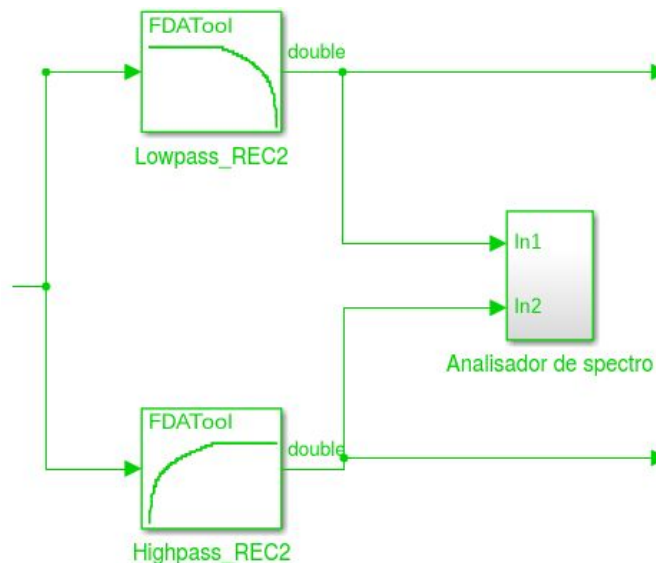 FDATool
double
Lowpass_REC2
In1
In2
Analisador de spectro
FDATool
double
Highpass_REC2